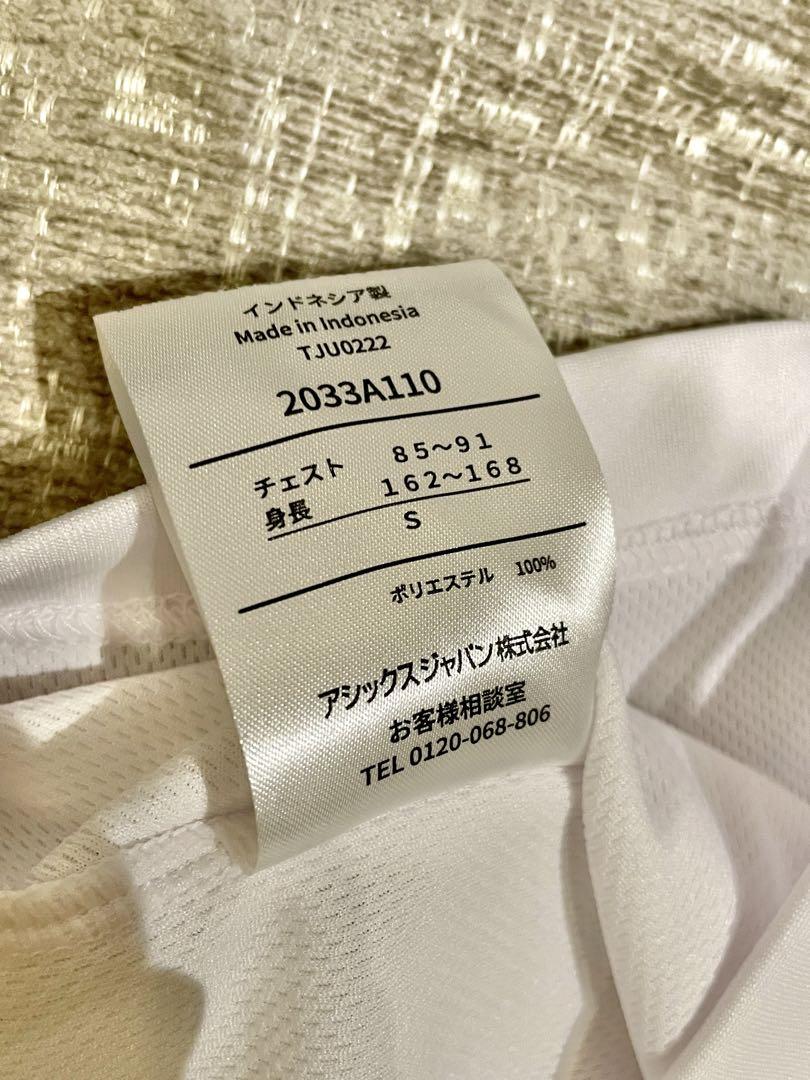 インドネシア製
Made in Indonesia
TJU0222
2033A110
チェスト ８５〜９１
身長 １６２〜１６８
S
ポリエステル 100%
アシックスジャパン株式会社
お客様相談室
TEL 0120-068-806